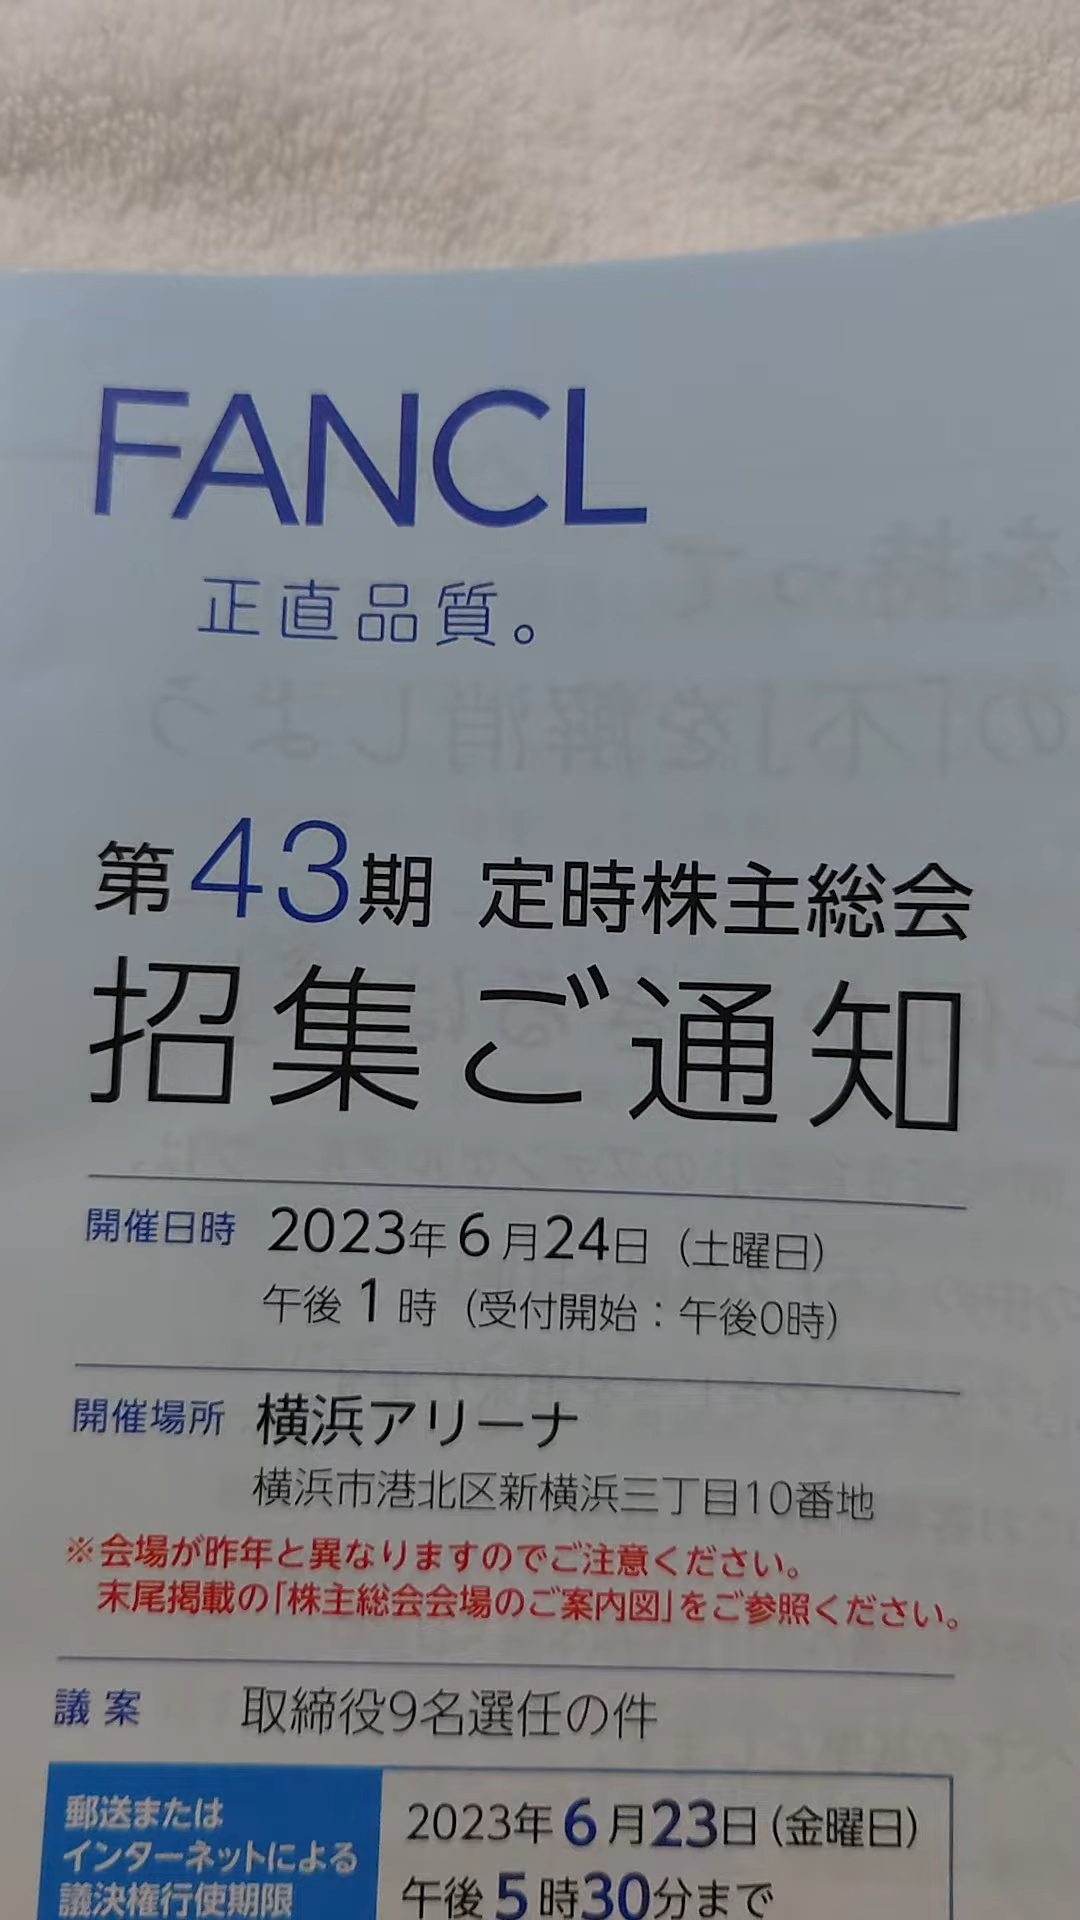 FANCL
正直品質。
第43期 定時株主総会
招集ご通知
開催日時 2023年6月24日（土曜日）
午後1時（受付開始：午後0時）
開催場所 横浜アリーナ
横浜市港北区新横浜三丁目10番地
※会場が昨年と異なりますのでご注意ください。
末尾掲載の「株主総会会場のご案内図」をご参照ください。
議案 取締役9名選任の件
郵送または
インターネットによる
議決権行使期限
2023年6月23日（金曜日）
午後5時30分まで